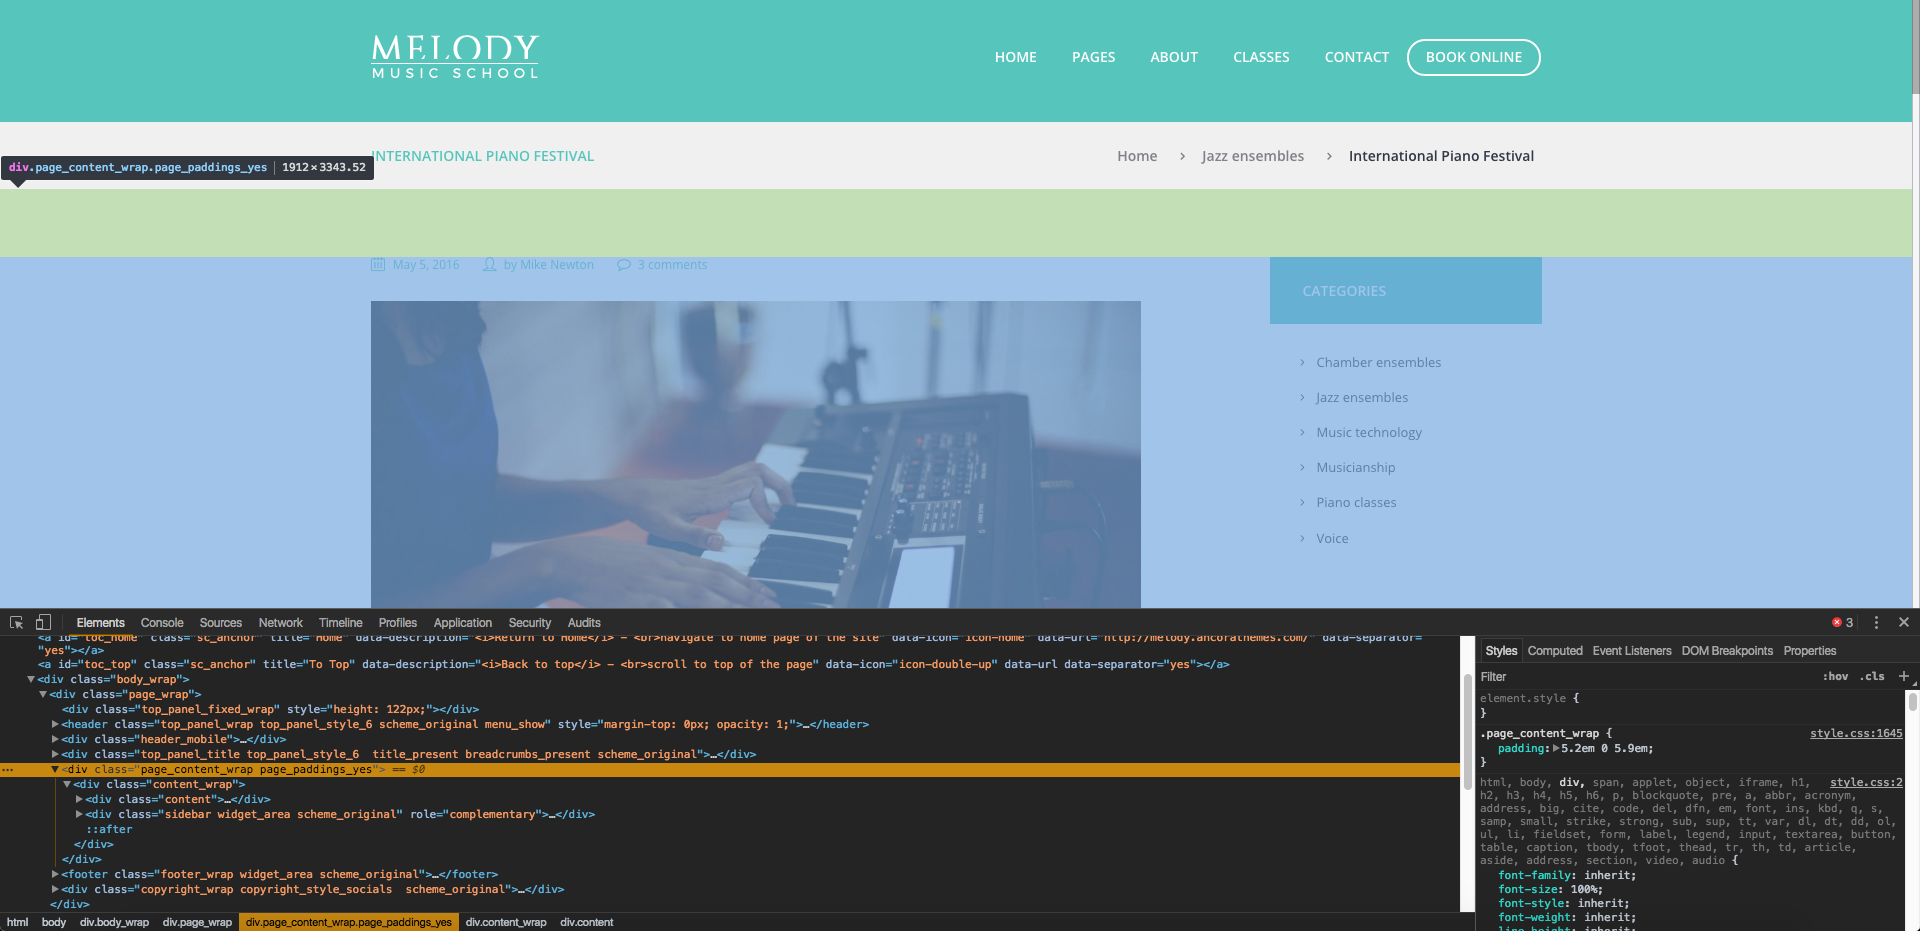 MELODY
MUSIC SCHOOL
HOME PAGES ABOUT CLASSES CONTACT BOOK ONLINE
INTERNATIONAL PIANO FESTIVAL
Home > Jazz ensembles > International Piano Festival
div.page_content_wrap.page_paddings_yes | 1912×3343.52
May 5, 2016 by Mike Newton 3 comments
CATEGORIES
Chamber ensembles
Jazz ensembles
Music technology
Musicianship
Piano classes
Voice
Elements Console Sources Network Timeline Profiles Application Security Audits 3
<a id="toc_home" class="sc_anchor" title="Home" data-description="<i>Return to Home</i> - <br>navigate to home page of the site" data-icon="icon-home" data-url="http://melody.ancorathemes.com/" data-separator=
"yes"></a>
<a id="toc_top" class="sc_anchor" title="To Top" data-description="<i>Back to top</i> - <br>scroll to top of the page" data-icon="icon-double-up" data-url data-separator="yes"></a>
<div class="body_wrap">
<div class="page_wrap">
<div class="top_panel_fixed_wrap" style="height: 122px;"></div>
<header class="top_panel_wrap top_panel_style_6 scheme_original menu_show" style="margin-top: 0px; opacity: 1;">…</header>
<div class="header_mobile">…</div>
<div class="top_panel_title top_panel_style_6  title_present breadcrumbs_present scheme_original">…</div>
… <div class="page_content_wrap page_paddings_yes"> == $0
<div class="content_wrap">
<div class="content">…</div>
<div class="sidebar widget_area scheme_original" role="complementary">…</div>
::after
</div>
</div>
<footer class="footer_wrap widget_area scheme_original">…</footer>
<div class="copyright_wrap copyright_style_socials  scheme_original">…</div>
</div>
html body div.body_wrap div.page_wrap div.page_content_wrap.page_paddings_yes div.content_wrap div.content
Styles Computed Event Listeners DOM Breakpoints Properties
Filter :hov .cls +
element.style {
}
.page_content_wrap { style.css:1645
padding: 5.2em 0 5.9em;
}
html, body, div, span, applet, object, iframe, h1, style.css:2
h2, h3, h4, h5, h6, p, blockquote, pre, a, abbr, acronym,
address, big, cite, code, del, dfn, em, font, ins, kbd, q, s,
samp, small, strike, strong, sub, sup, tt, var, dl, dt, dd, ol,
ul, li, fieldset, form, label, legend, input, textarea, button,
table, caption, tbody, tfoot, thead, tr, th, td, article,
aside, address, section, video, audio {
font-family: inherit;
font-size: 100%;
font-style: inherit;
font-weight: inherit;
line-height: inherit;